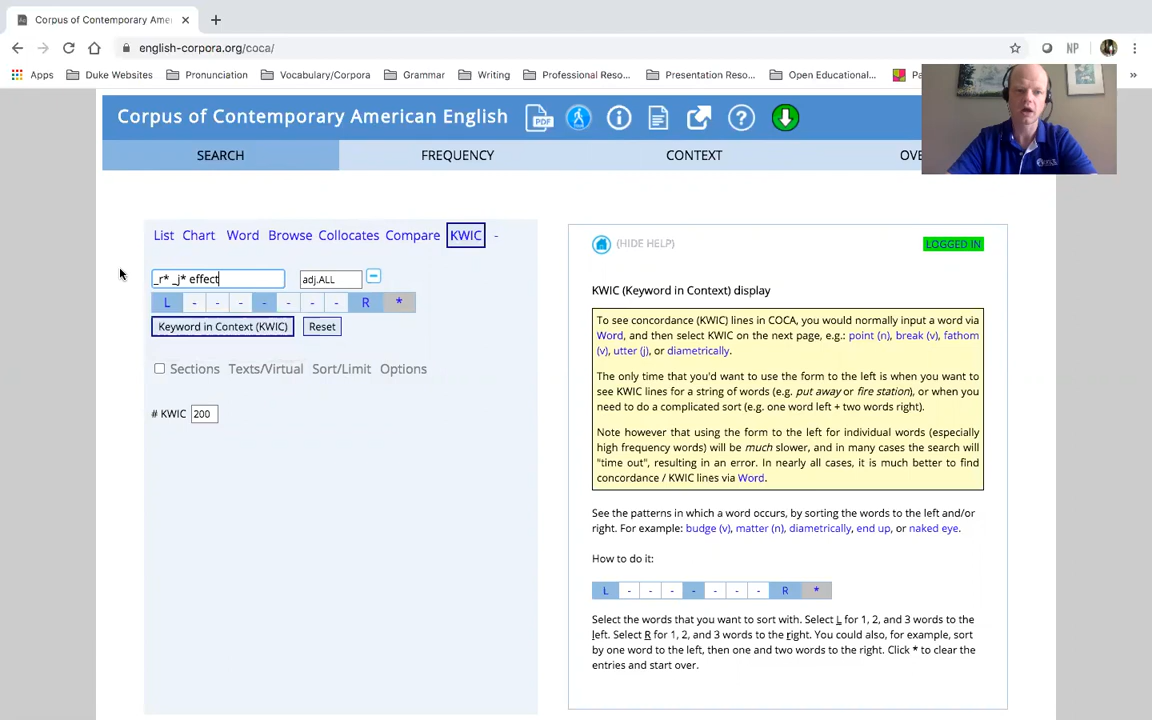 Corpus of Contemporary Amer
english-corpora.org/coca/
NP
Apps Duke Websites Pronunciation Vocabulary/Corpora Grammar Writing Professional Reso... Presentation Reso... Open Educational... Pa »
Corpus of Contemporary American English PDF
SEARCH FREQUENCY CONTEXT OV
List Chart Word Browse Collocates Compare KWIC -
(HIDE HELP) LOGGED IN
_r* _j* effect adj.ALL
L - - - - - - - R *
Keyword in Context (KWIC) Reset
Sections Texts/Virtual Sort/Limit Options
# KWIC 200
KWIC (Keyword in Context) display
To see concordance (KWIC) lines in COCA, you would normally input a word via
Word, and then select KWIC on the next page, e.g.: point (n), break (v), fathom
(v), utter (j), or diametrically.
The only time that you'd want to use the form to the left is when you want to
see KWIC lines for a string of words (e.g. put away or fire station), or when you
need to do a complicated sort (e.g. one word left + two words right).
Note however that using the form to the left for individual words (especially
high frequency words) will be much slower, and in many cases the search will
"time out", resulting in an error. In nearly all cases, it is much better to find
concordance / KWIC lines via Word.
See the patterns in which a word occurs, by sorting the words to the left and/or
right. For example: budge (v), matter (n), diametrically, end up, or naked eye.
How to do it:
L - - - - - - - R *
Select the words that you want to sort with. Select L for 1, 2, and 3 words to the
left. Select R for 1, 2, and 3 words to the right. You could also, for example, sort
by one word to the left, then one and two words to the right. Click * to clear the
entries and start over.